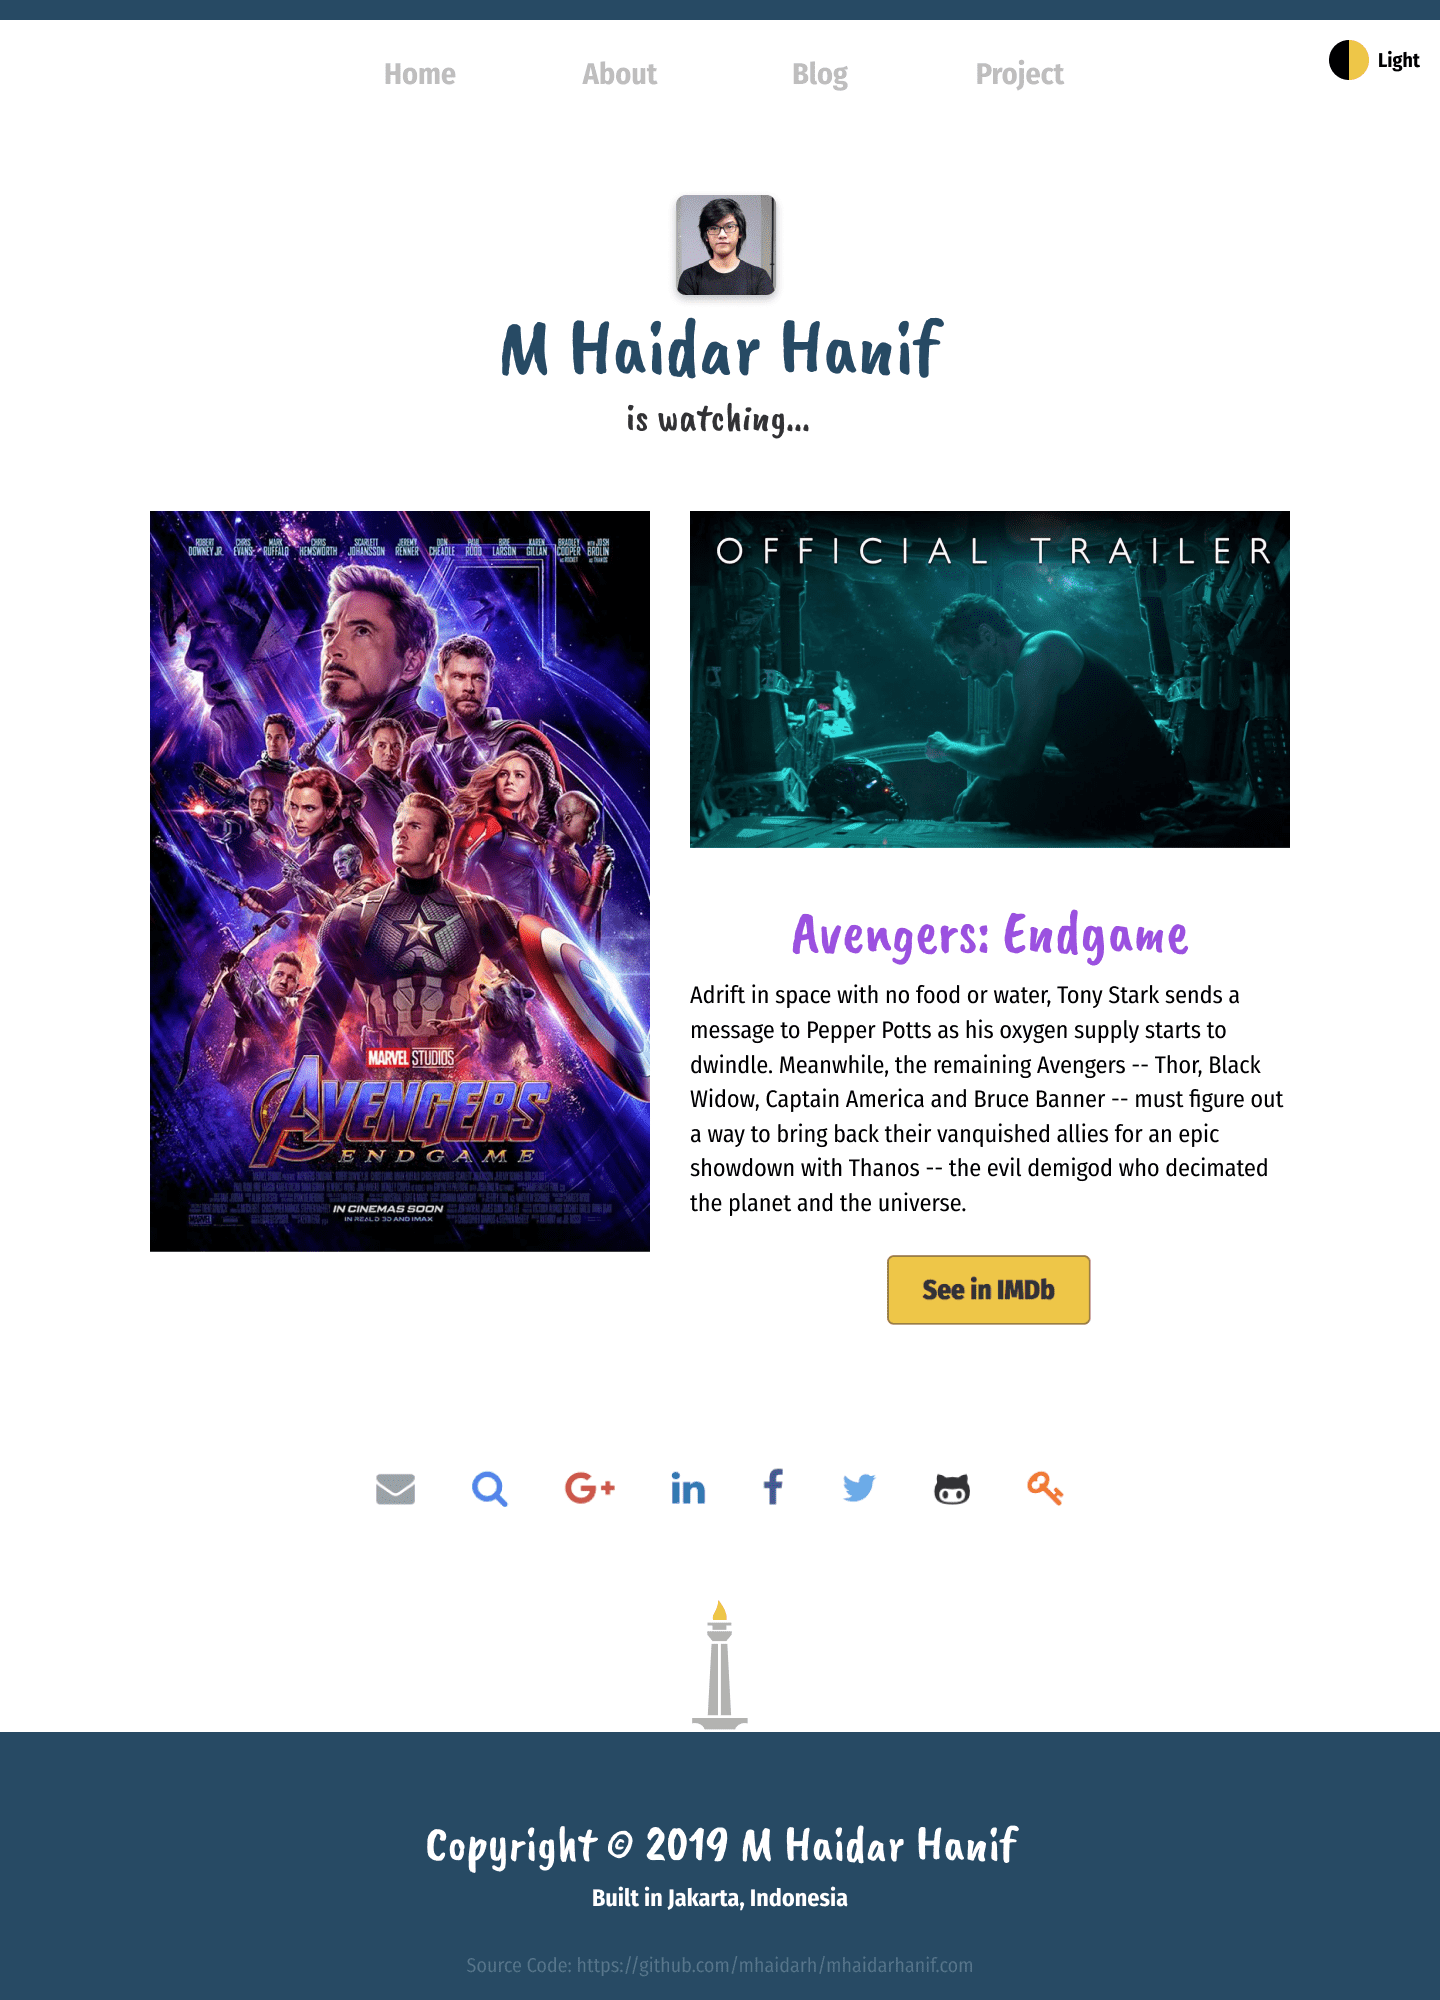 Home About Blog Project
Light
M Haidar Hanif
is watching...
ROBERT DOWNEY JR. CHRIS EVANS MARK RUFFALO CHRIS HEMSWORTH SCARLETT JOHANSSON JEREMY RENNER DON CHEADLE PAUL RUDD BRIE LARSON KAREN GILLAN BRADLEY COOPER AS ROCKET WITH JOSH BROLIN AS THANOS
MARVEL STUDIOS
AVENGERS
ENDGAME
IN CINEMAS SOON
IN REALD 3D AND IMAX
OFFICIAL TRAILER
Avengers: Endgame
Adrift in space with no food or water, Tony Stark sends a
message to Pepper Potts as his oxygen supply starts to
dwindle. Meanwhile, the remaining Avengers -- Thor, Black
Widow, Captain America and Bruce Banner -- must figure out
a way to bring back their vanquished allies for an epic
showdown with Thanos -- the evil demigod who decimated
the planet and the universe.
See in IMDb
Copyright © 2019 M Haidar Hanif
Built in Jakarta, Indonesia
Source Code: https://github.com/mhaidarh/mhaidarhanif.com